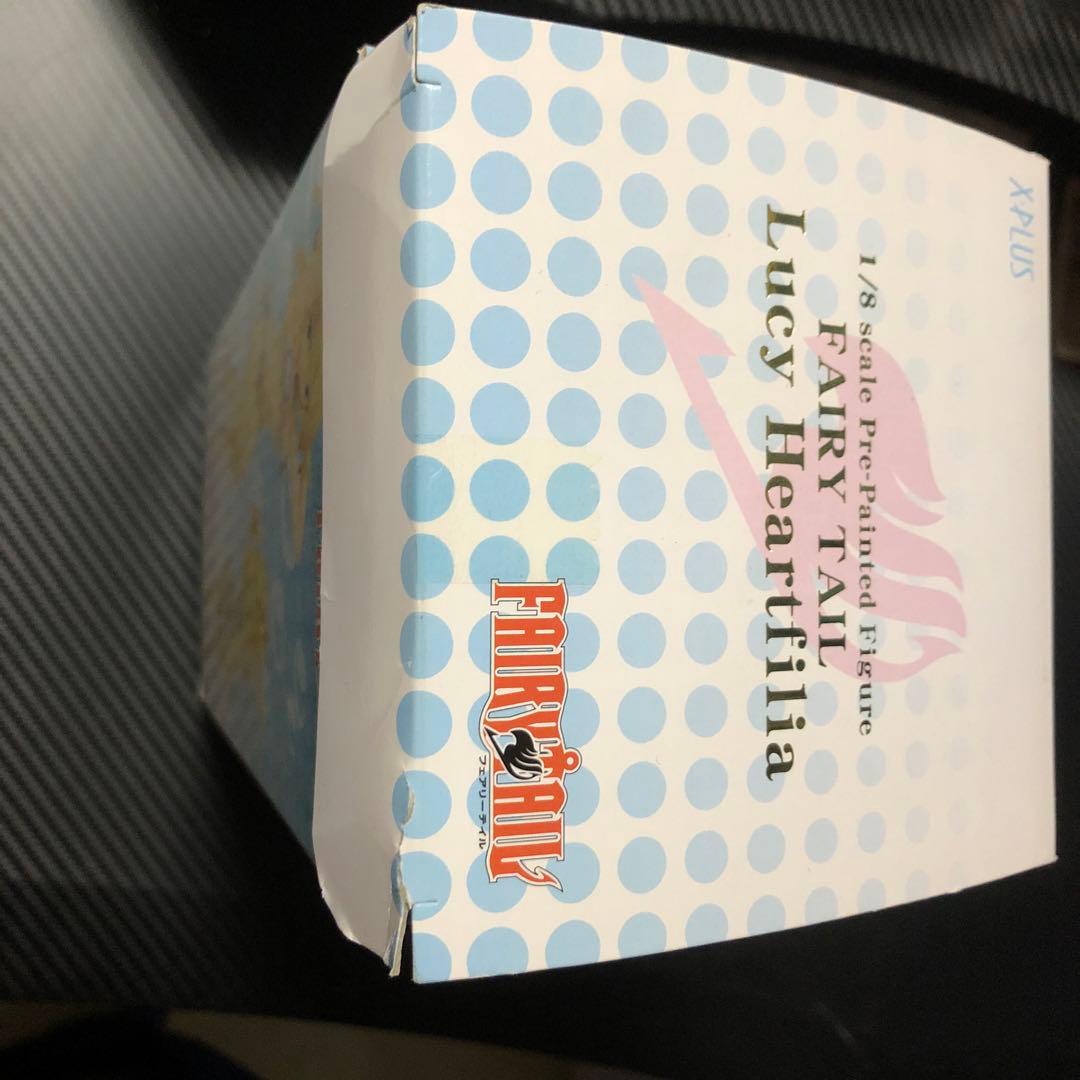 X-PLUS
1/8 scale Pre-Painted Figure
FAIRY TAIL
Lucy Heartfilia
FAIRY TAIL
フェアリーテイル